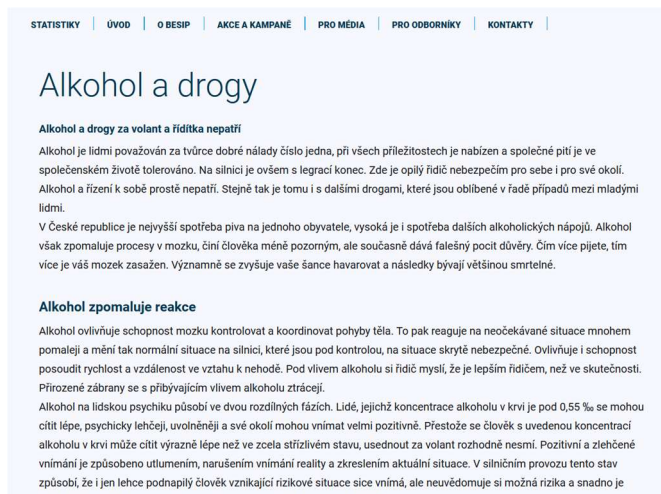 STATISTIKY
ÚVOD
O BESIP
AKCE A KAMPANĚ
PRO MÉDIA
PRO ODBORNÍKY
KONTAKTY
Alkohol a drogy
Alkohol a drogy za volant a řídítka nepatří
Alkohol je lidmi považován za tvůrce dobré nálady číslo jedna, při všech příležitostech je nabízen a společné pití je ve
společenském životě tolerováno. Na silnici je ovšem s legrací konec. Zde je opilý řidič nebezpečím pro sebe i pro své okolí.
Alkohol a řízení k sobě prostě nepatří. Stejně tak je tomu i s dalšími drogami, které jsou oblíbené v řadě případů mezi mladými
lidmi.
V České republice je nejvyšší spotřeba piva na jednoho obyvatele, vysoká je i spotřeba dalších alkoholických nápojů. Alkohol
však zpomaluje procesy v mozku, činí člověka méně pozorným, ale současně dává falešný pocit důvěry. Čím více pijete, tím
více je váš mozek zasažen. Významně se zvyšuje vaše šance havarovat a následky bývají většinou smrtelné.
Alkohol zpomaluje reakce
Alkohol ovlivňuje schopnost mozku kontrolovat a koordinovat pohyby těla. To pak reaguje na neočekávané situace mnohem
pomaleji a mění tak normální situace na silnici, které jsou pod kontrolou, na situace skrytě nebezpečné. Ovlivňuje i schopnost
posoudit rychlost a vzdálenost ve vztahu k nehodě. Pod vlivem alkoholu si řidič myslí, že je lepším řidičem, než ve skutečnosti.
Přirozené zábrany se s přibývajícím vlivem alkoholu ztrácejí.
Alkohol na lidskou psychiku působí ve dvou rozdílných fázích. Lidé, jejichž koncentrace alkoholu v krvi je pod 0,55 ‰ se mohou
cítit lépe, psychicky lehčeji, uvolněněji a své okolí mohou vnímat velmi pozitivně. Přestože se člověk s uvedenou koncentrací
alkoholu v krvi může cítit výrazně lépe než ve zcela střízlivém stavu, usednout za volant rozhodně nesmí. Pozitivní a zlehčené
vnímání je způsobeno utlumením, narušením vnímání reality a zkreslením aktuální situace. V silničním provozu tento stav
způsobí, že i jen lehce podnapilý člověk vznikající rizikové situace sice vnímá, ale neuvědomuje si možná rizika a snadno je